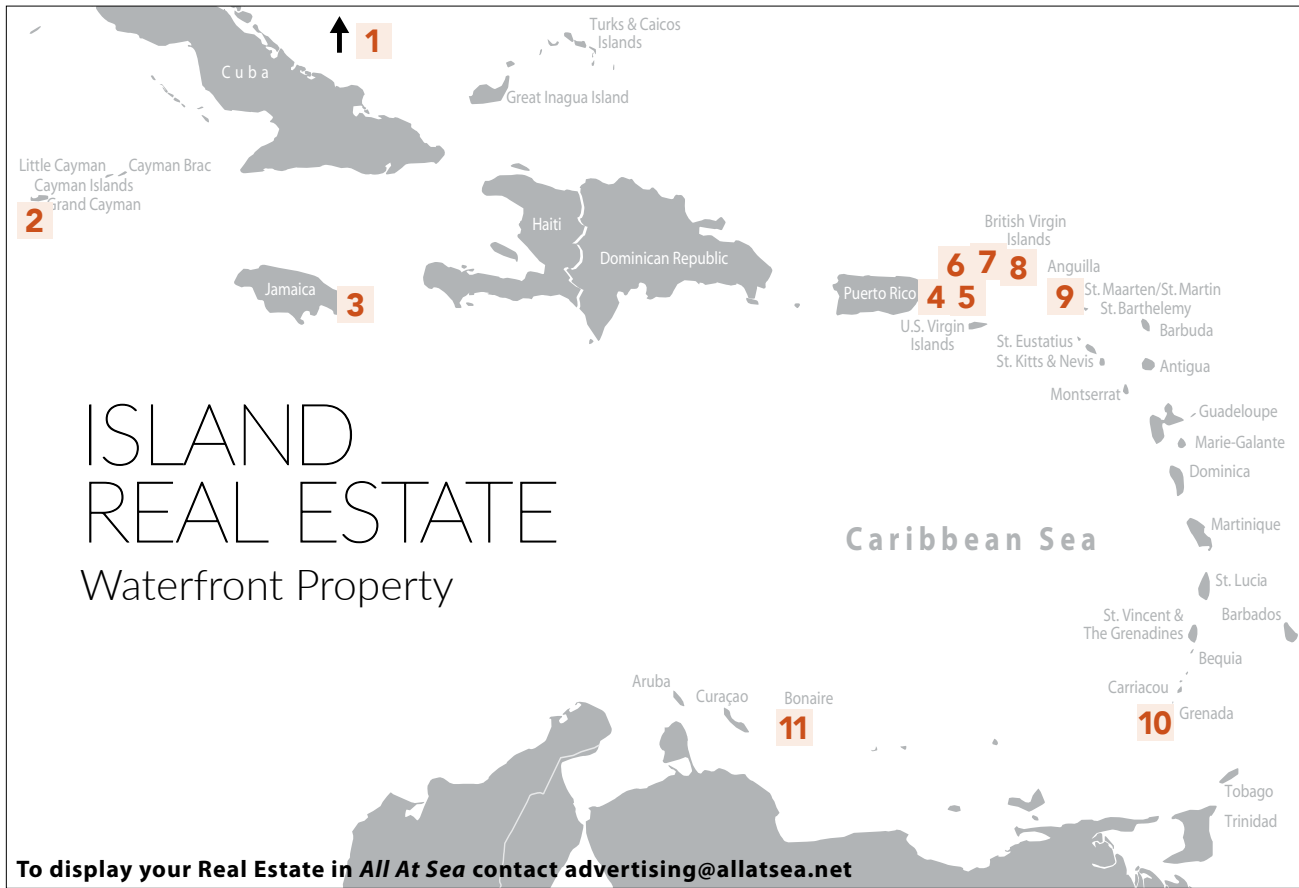 1
Turks & Caicos
Islands
Cuba
Great Inagua Island
Little Cayman
Cayman Brac
Cayman Islands
Grand Cayman
2
Haiti
Dominican Republic
Jamaica
3
British Virgin
Islands
6
7
8
Anguilla
Puerto Rico
4
5
9
St. Maarten/St. Martin
St. Barthelemy
U.S. Virgin
Islands
Barbuda
St. Eustatius
St. Kitts & Nevis
Antigua
Montserrat
Guadeloupe
Marie-Galante
Dominica
ISLAND
REAL ESTATE
Waterfront Property
Caribbean Sea
Martinique
St. Lucia
St. Vincent &
The Grenadines
Barbados
Bequia
Aruba
Curaçao
Bonaire
11
Carriacou
10
Grenada
Tobago
Trinidad
To display your Real Estate in All At Sea contact advertising@allatsea.net